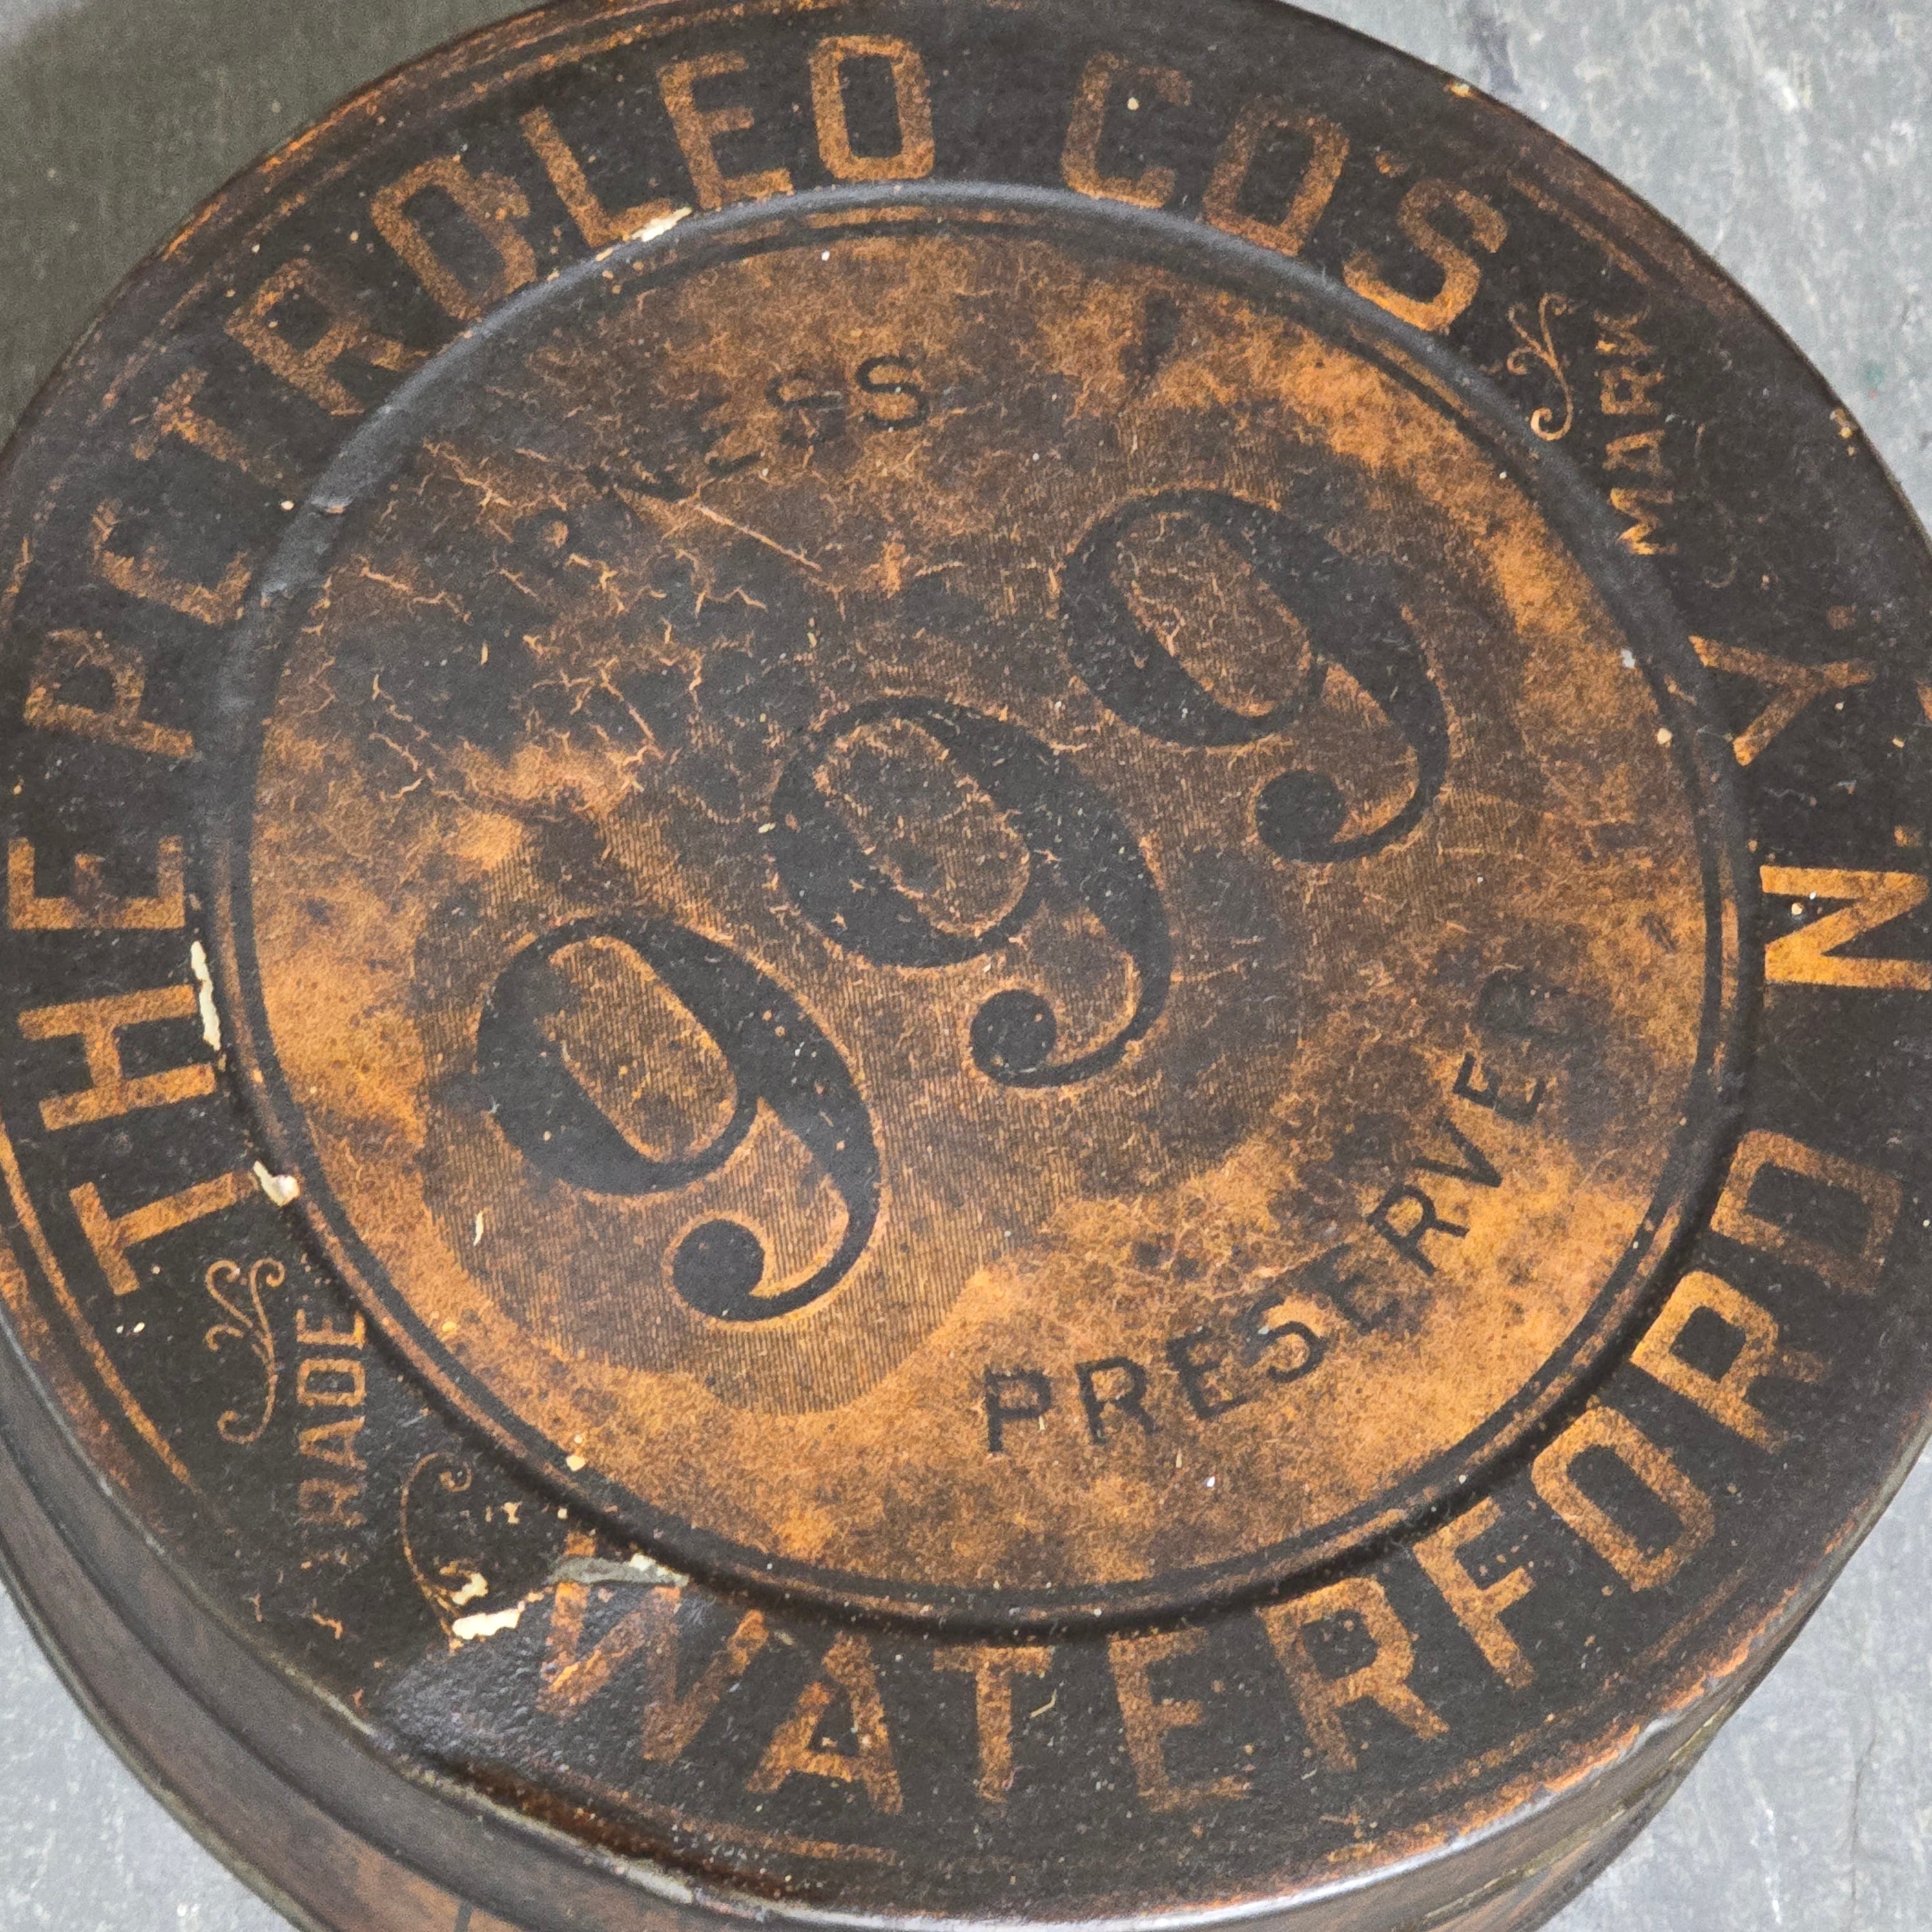 THE PETROLEO CO'S
TRADE
MARK
999
PRESERVER
WATERFORD N.Y.